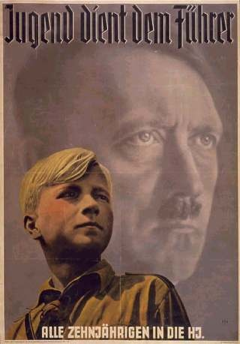 Jugend dient dem Führer
ALLE ZEHNJÄHRIGEN IN DIE HJ.